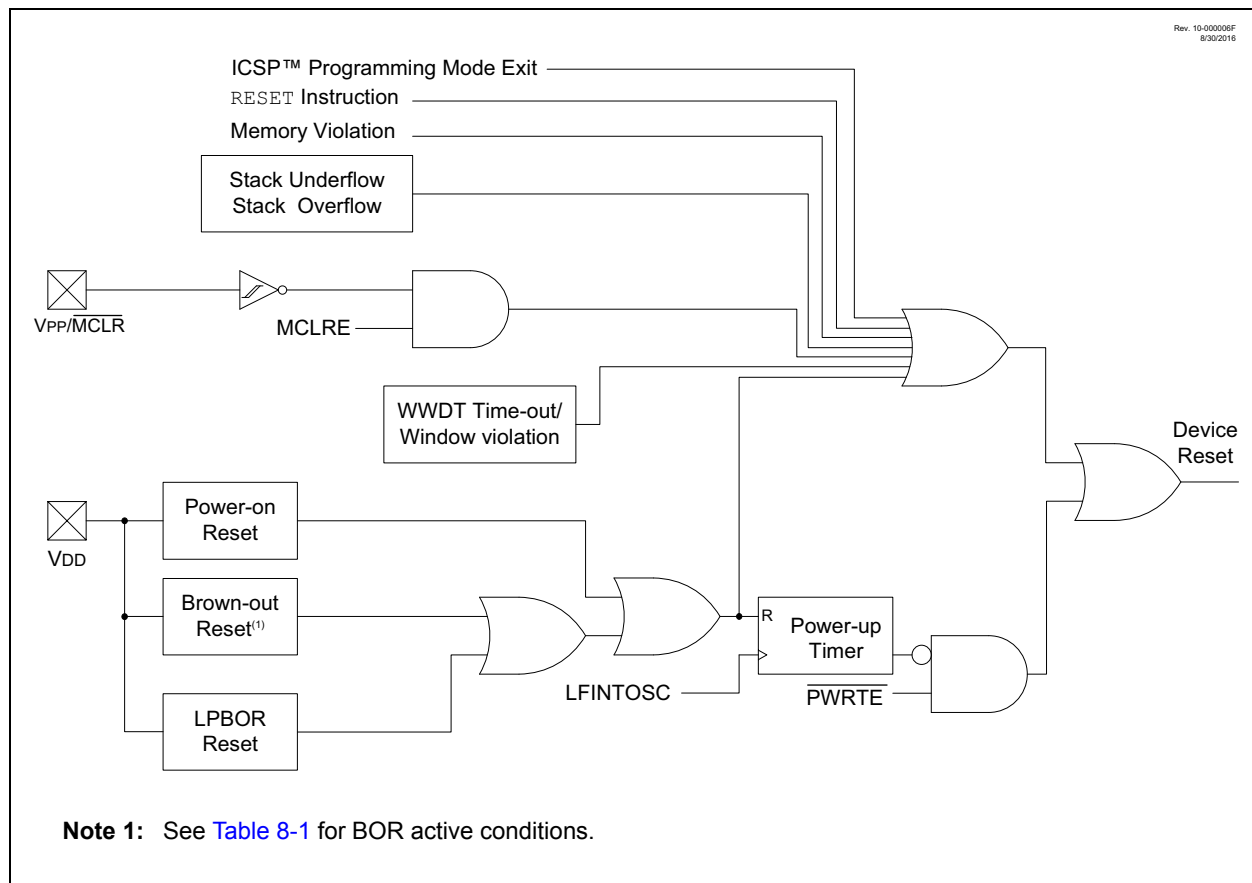 Rev. 10-000006F
8/30/2016
ICSP™ Programming Mode Exit
RESET Instruction
Memory Violation
Stack Underflow
Stack Overflow
VPP/MCLR
MCLRE
WWDT Time-out/
Window violation
Device
Reset
Power-on
Reset
VDD
Brown-out
Reset(1)
R
Power-up
Timer
LFINTOSC
PWRTE
LPBOR
Reset
Note 1: See Table 8-1 for BOR active conditions.